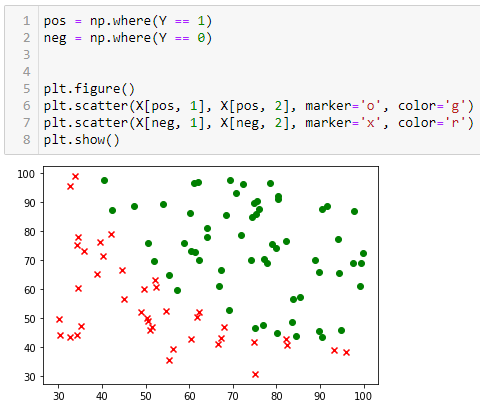 1 pos = np.where(Y == 1)
2 neg = np.where(Y == 0)
3
4
5 plt.figure()
6 plt.scatter(X[pos, 1], X[pos, 2], marker='o', color='g')
7 plt.scatter(X[neg, 1], X[neg, 2], marker='x', color='r')
8 plt.show()
100
90
80
70
60
50
40
30
30 40 50 60 70 80 90 100